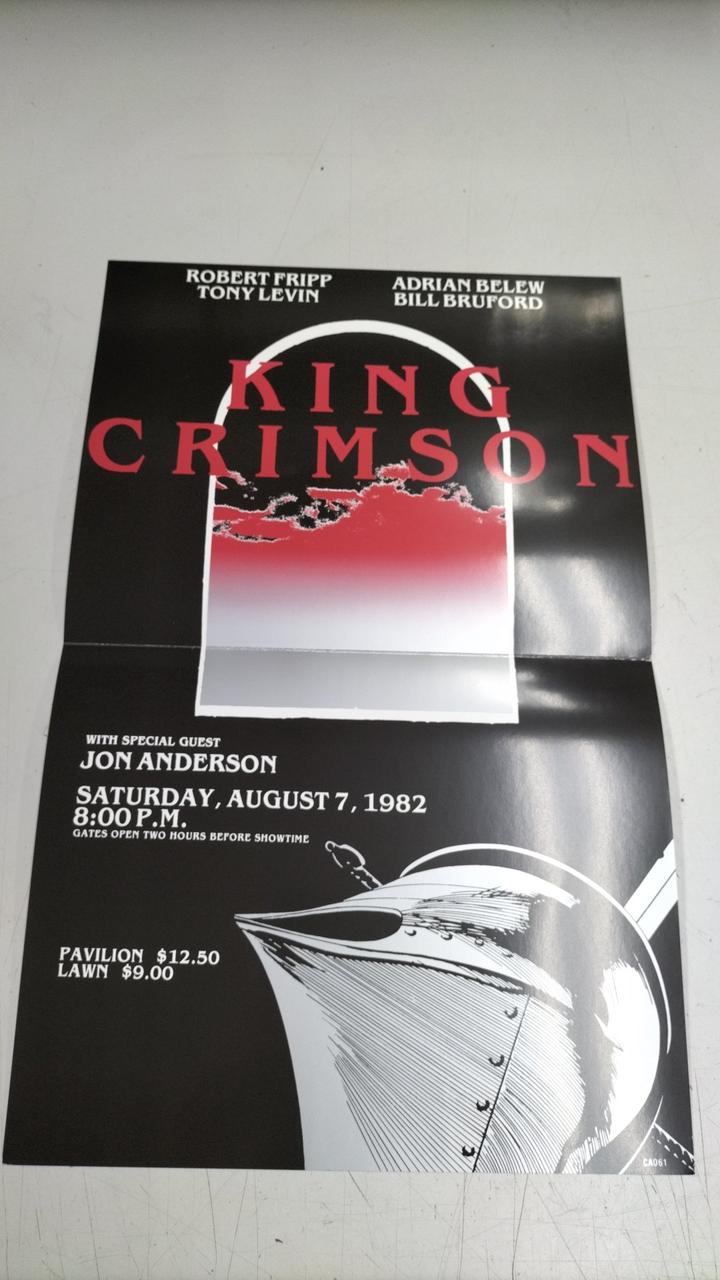 ROBERT FRIPP
TONY LEVIN
ADRIAN BELEW
BILL BRUFORD
KING
CRIMSON
WITH SPECIAL GUEST
JON ANDERSON
SATURDAY, AUGUST 7, 1982
8:00 P.M.
GATES OPEN TWO HOURS BEFORE SHOWTIME
PAVILION $12.50
LAWN $9.00
CA061